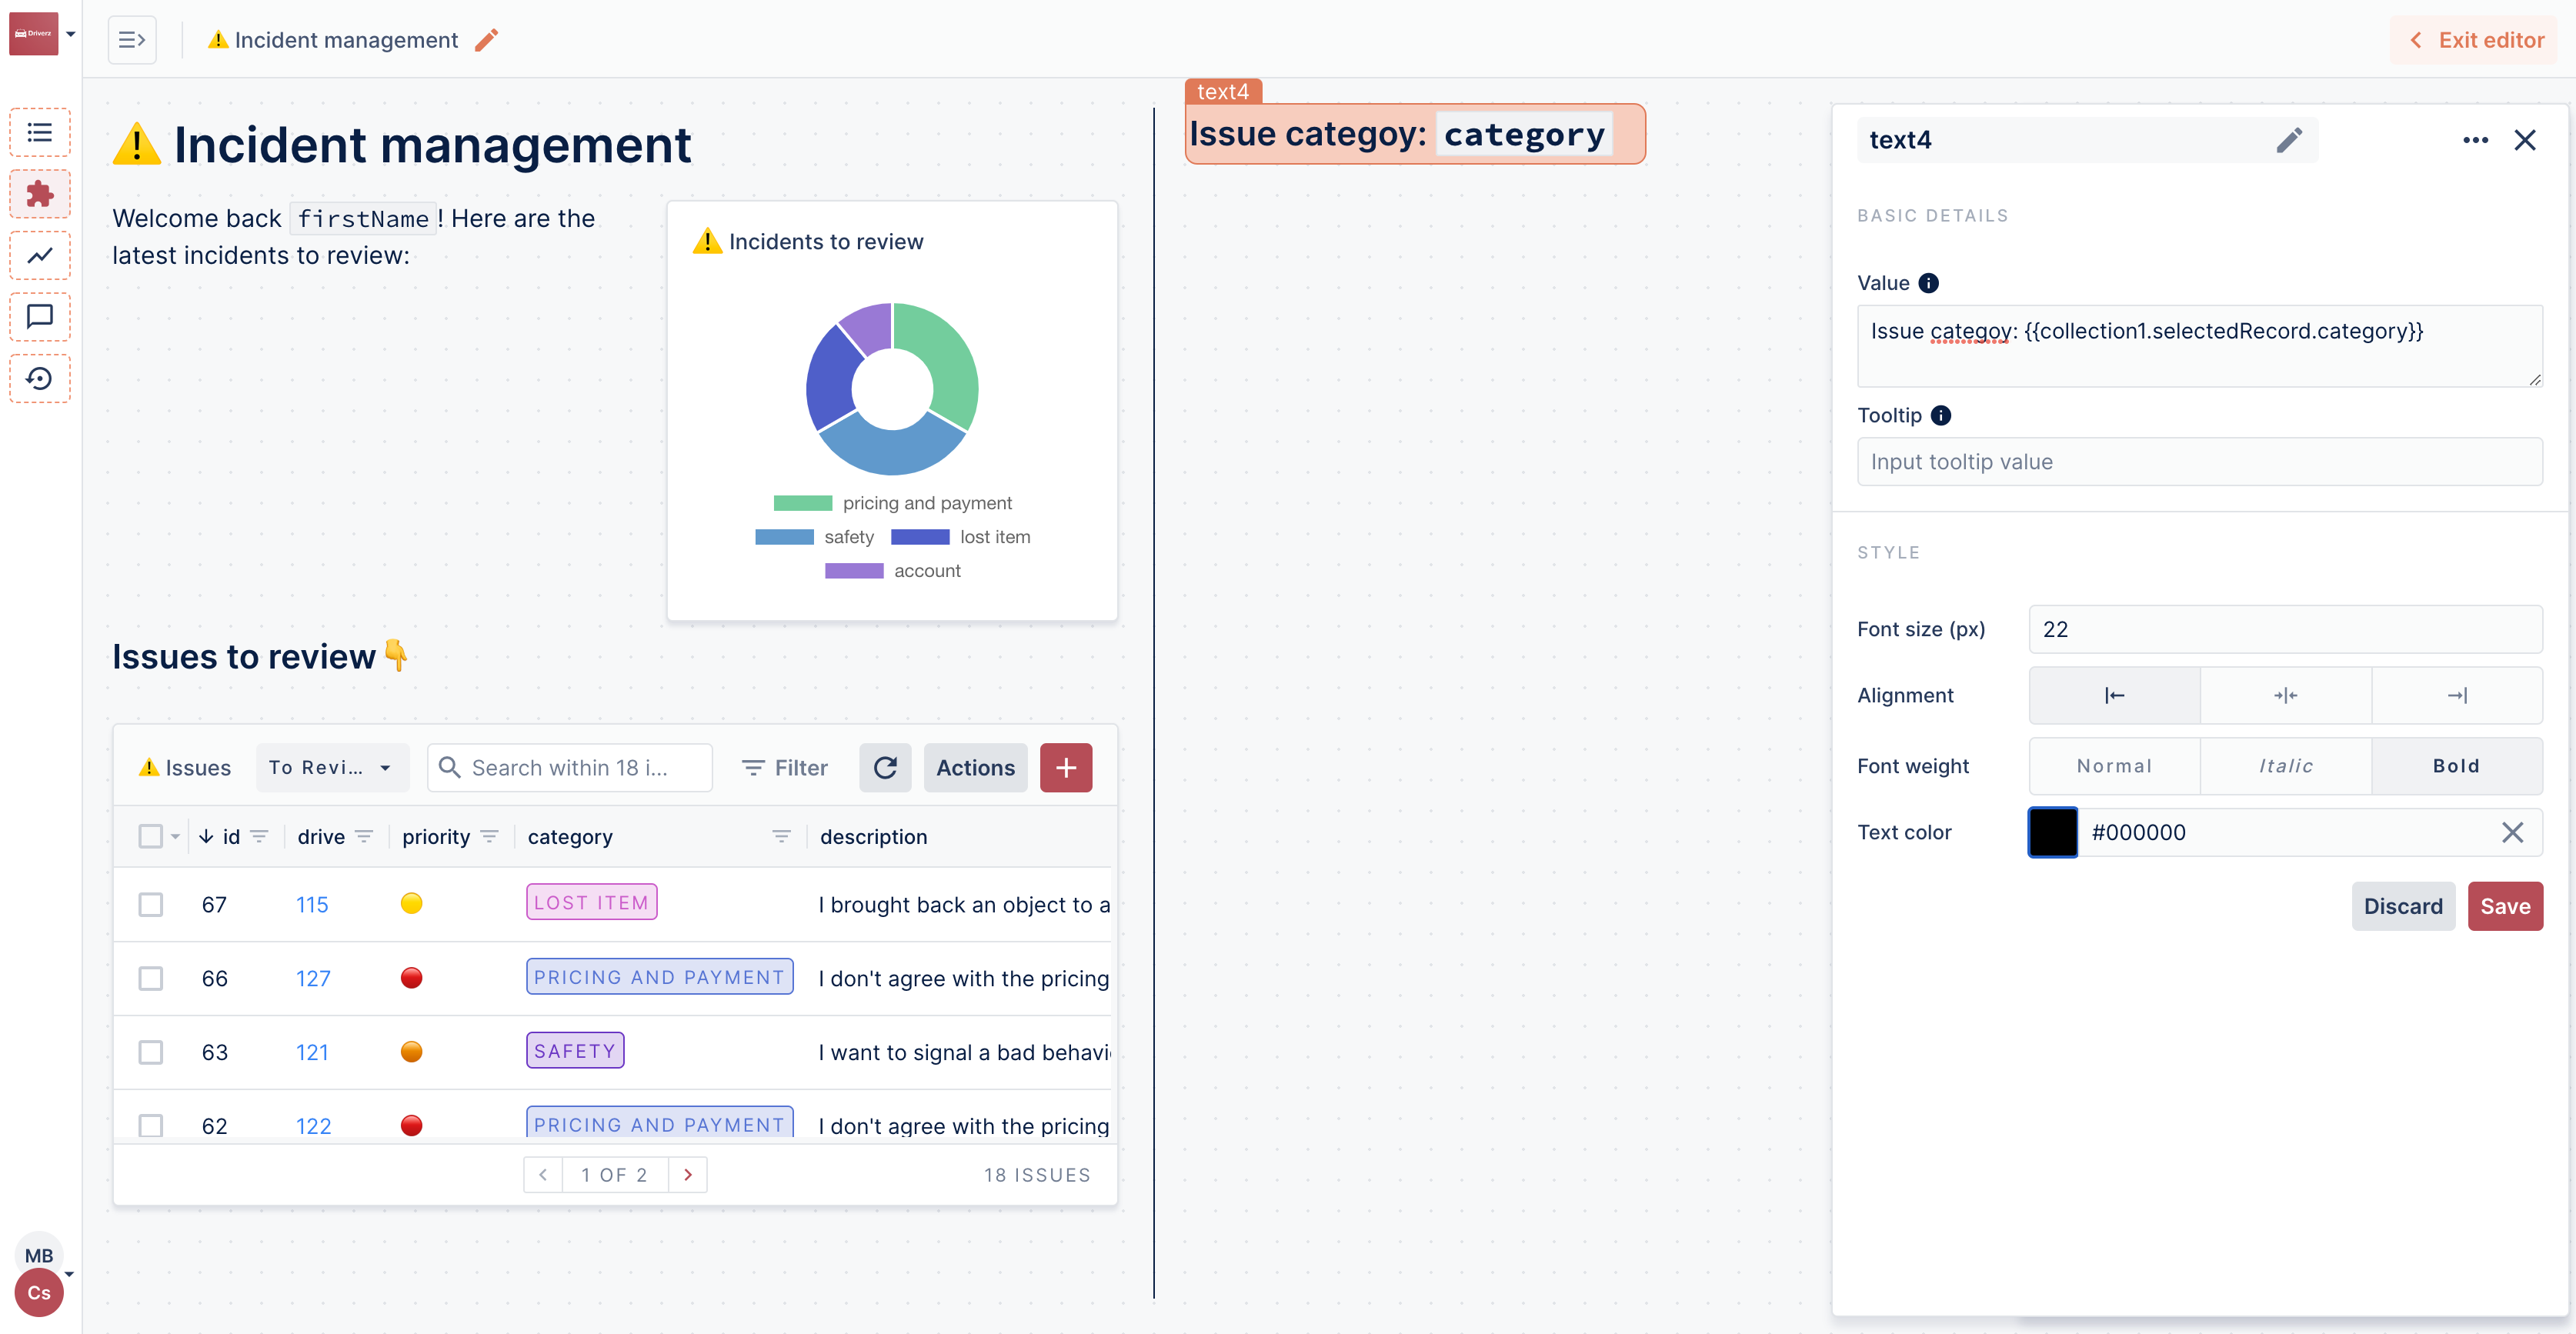 Driverz
⚠️ Incident management
Exit editor
⚠️ Incident management
Welcome back firstName! Here are the
latest incidents to review:
⚠️ Incidents to review
pricing and payment
safety
lost item
account
Issues to review👇
⚠️ Issues
To Revi...
Search within 18 i...
Filter
Actions
+
id
drive
priority
category
description
67
115
LOST ITEM
I brought back an object to a
66
127
PRICING AND PAYMENT
I don't agree with the pricing
63
121
SAFETY
I want to signal a bad behavi
62
122
PRICING AND PAYMENT
I don't agree with the pricing
1 OF 2
18 ISSUES
text4
Issue categoy: category
text4
BASIC DETAILS
Value
Issue categoy: {{collection1.selectedRecord.category}}
Tooltip
Input tooltip value
STYLE
Font size (px)
22
Alignment
Font weight
Normal
Italic
Bold
Text color
#000000
Discard
Save
MB
Cs